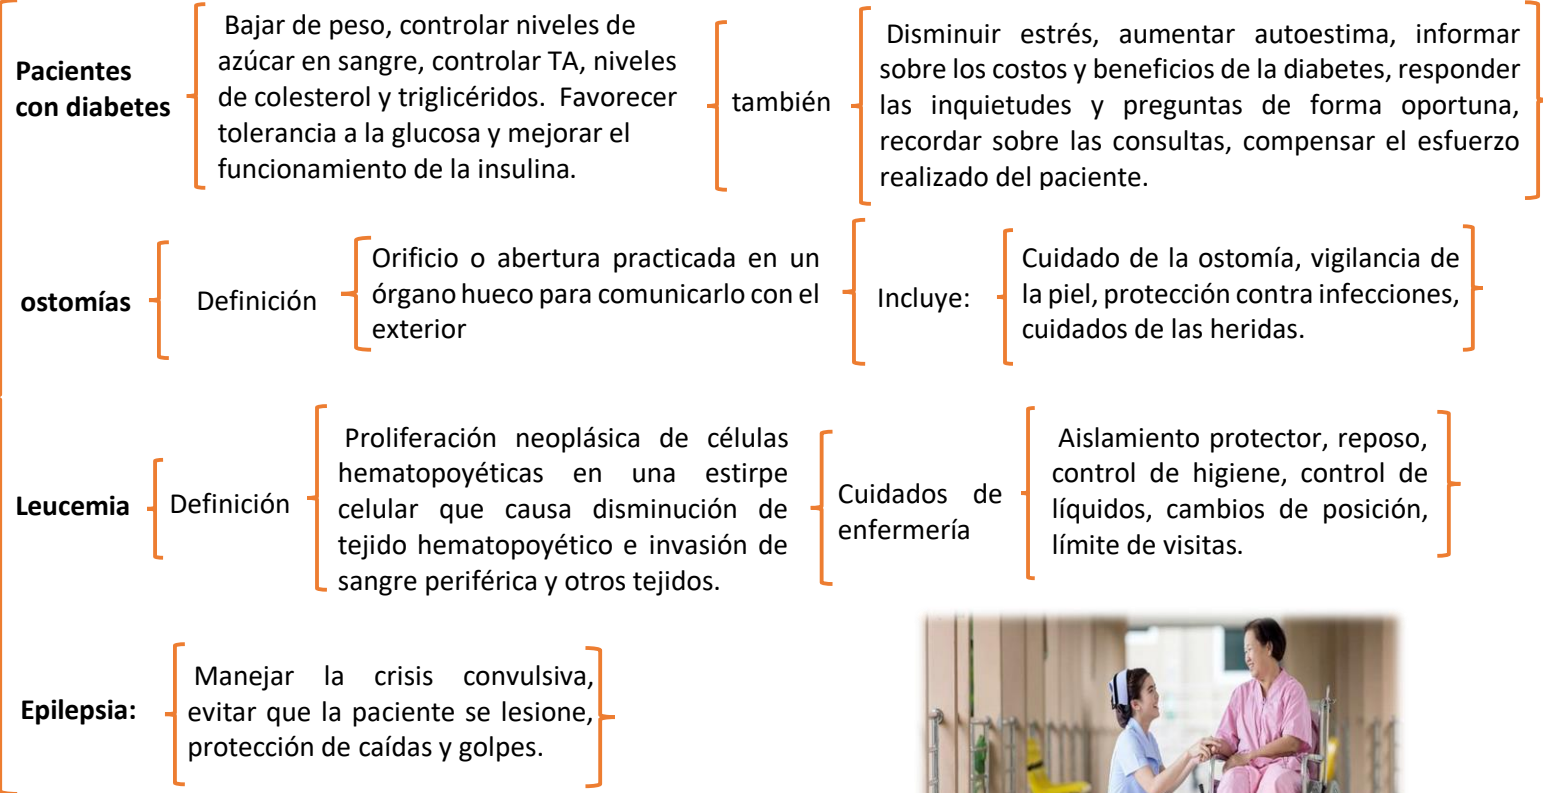 Pacientes
con diabetes
Bajar de peso, controlar niveles de
azúcar en sangre, controlar TA, niveles
de colesterol y triglicéridos. Favorecer
tolerancia a la glucosa y mejorar el
funcionamiento de la insulina.
también
Disminuir estrés, aumentar autoestima, informar
sobre los costos y beneficios de la diabetes, responder
las inquietudes y preguntas de forma oportuna,
recordar sobre las consultas, compensar el esfuerzo
realizado del paciente.
ostomías
Definición
Orificio o abertura practicada en un
órgano hueco para comunicarlo con el
exterior
Incluye:
Cuidado de la ostomía, vigilancia de
la piel, protección contra infecciones,
cuidados de las heridas.
Leucemia
Definición
Proliferación neoplásica de células
hematopoyéticas en una estirpe
celular que causa disminución de
tejido hematopoyético e invasión de
sangre periférica y otros tejidos.
Cuidados de
enfermería
Aislamiento protector, reposo,
control de higiene, control de
líquidos, cambios de posición,
límite de visitas.
Epilepsia:
Manejar la crisis convulsiva,
evitar que la paciente se lesione,
protección de caídas y golpes.